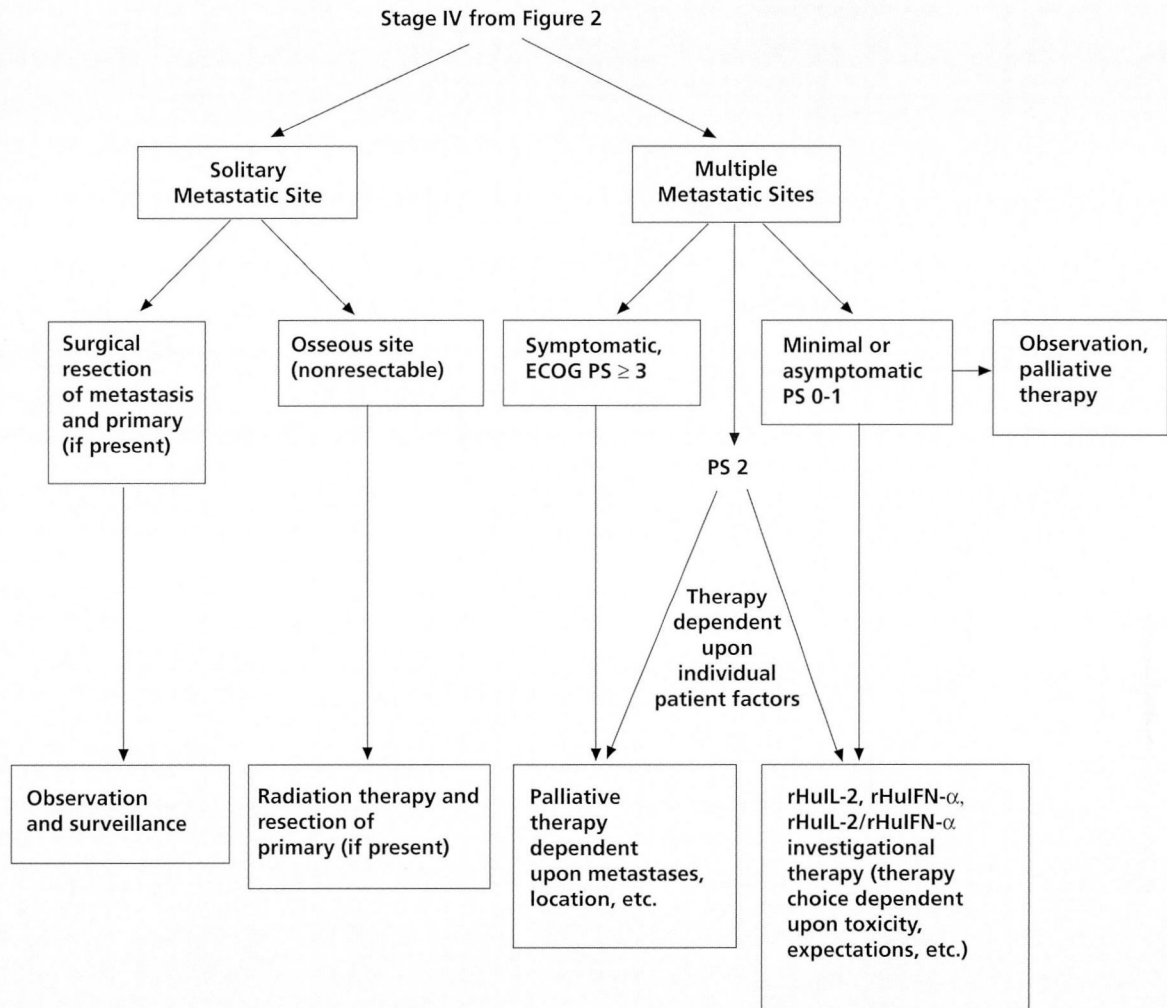 Stage IV from Figure 2
Solitary
Metastatic Site
Multiple
Metastatic Sites
Surgical
resection
of metastasis
and primary
(if present)
Osseous site
(nonresectable)
Symptomatic,
ECOG PS ≥ 3
Minimal or
asymptomatic
PS 0-1
Observation,
palliative
therapy
PS 2
Therapy
dependent
upon
individual
patient factors
Observation
and surveillance
Radiation therapy and
resection of
primary (if present)
Palliative
therapy
dependent
upon metastases,
location, etc.
rHuIL-2, rHuIFN-α,
rHuIL-2/rHuIFN-α
investigational
therapy (therapy
choice dependent
upon toxicity,
expectations, etc.)